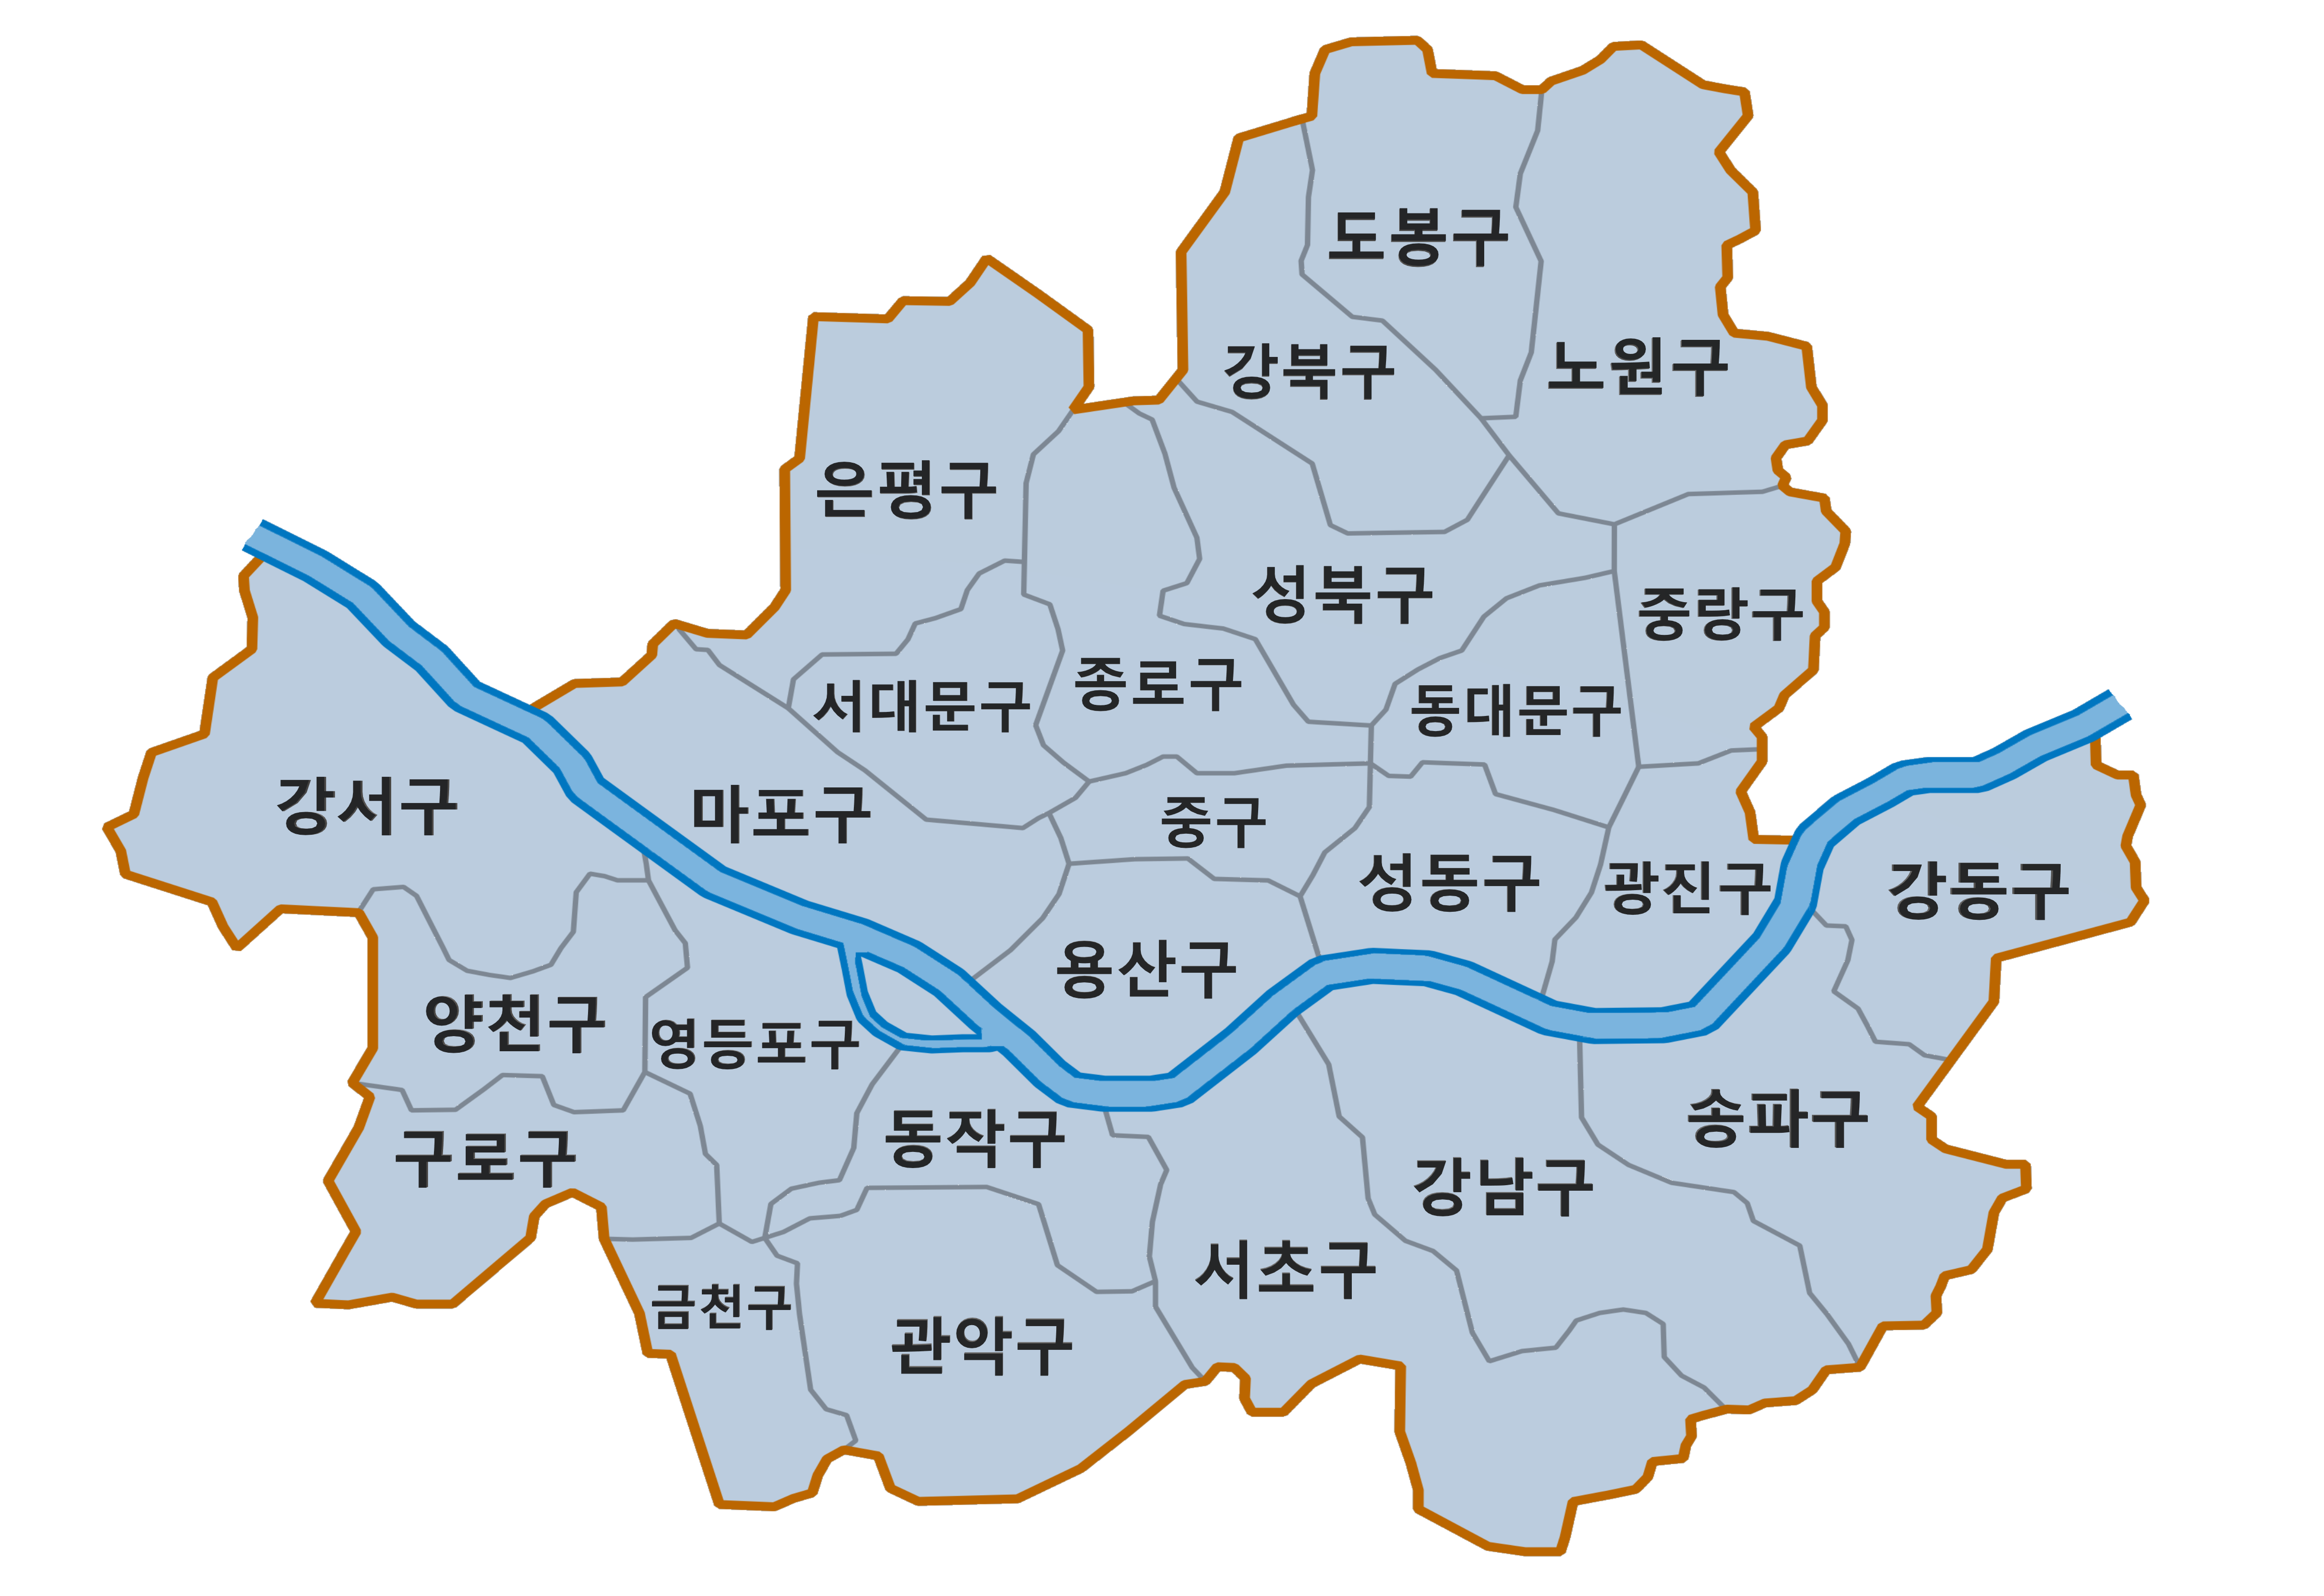 도봉구
노원구
강북구
은평구
성북구
중랑구
종로구
서대문구
동대문구
강서구
마포구
중구
성동구
광진구
강동구
용산구
양천구
영등포구
송파구
동작구
구로구
강남구
서초구
금천구
관악구